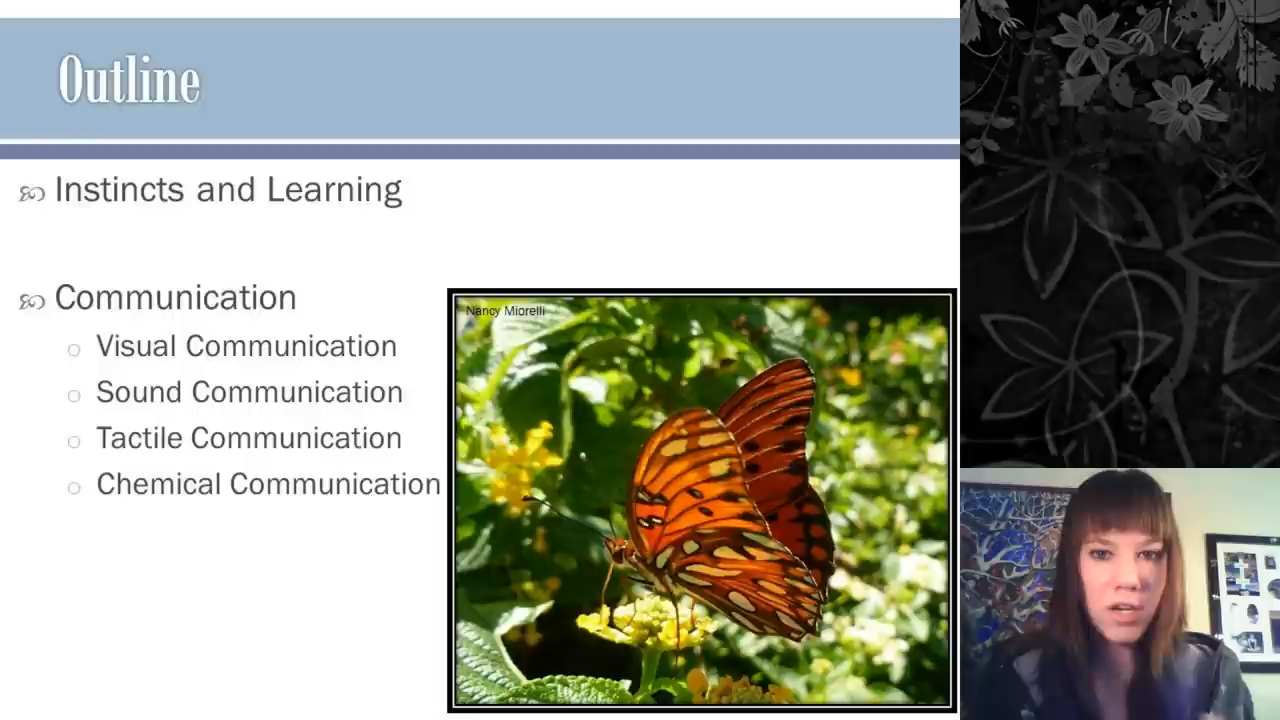 Outline
Instincts and Learning
Communication
Visual Communication
Sound Communication
Tactile Communication
Chemical Communication
Nancy Miorelli